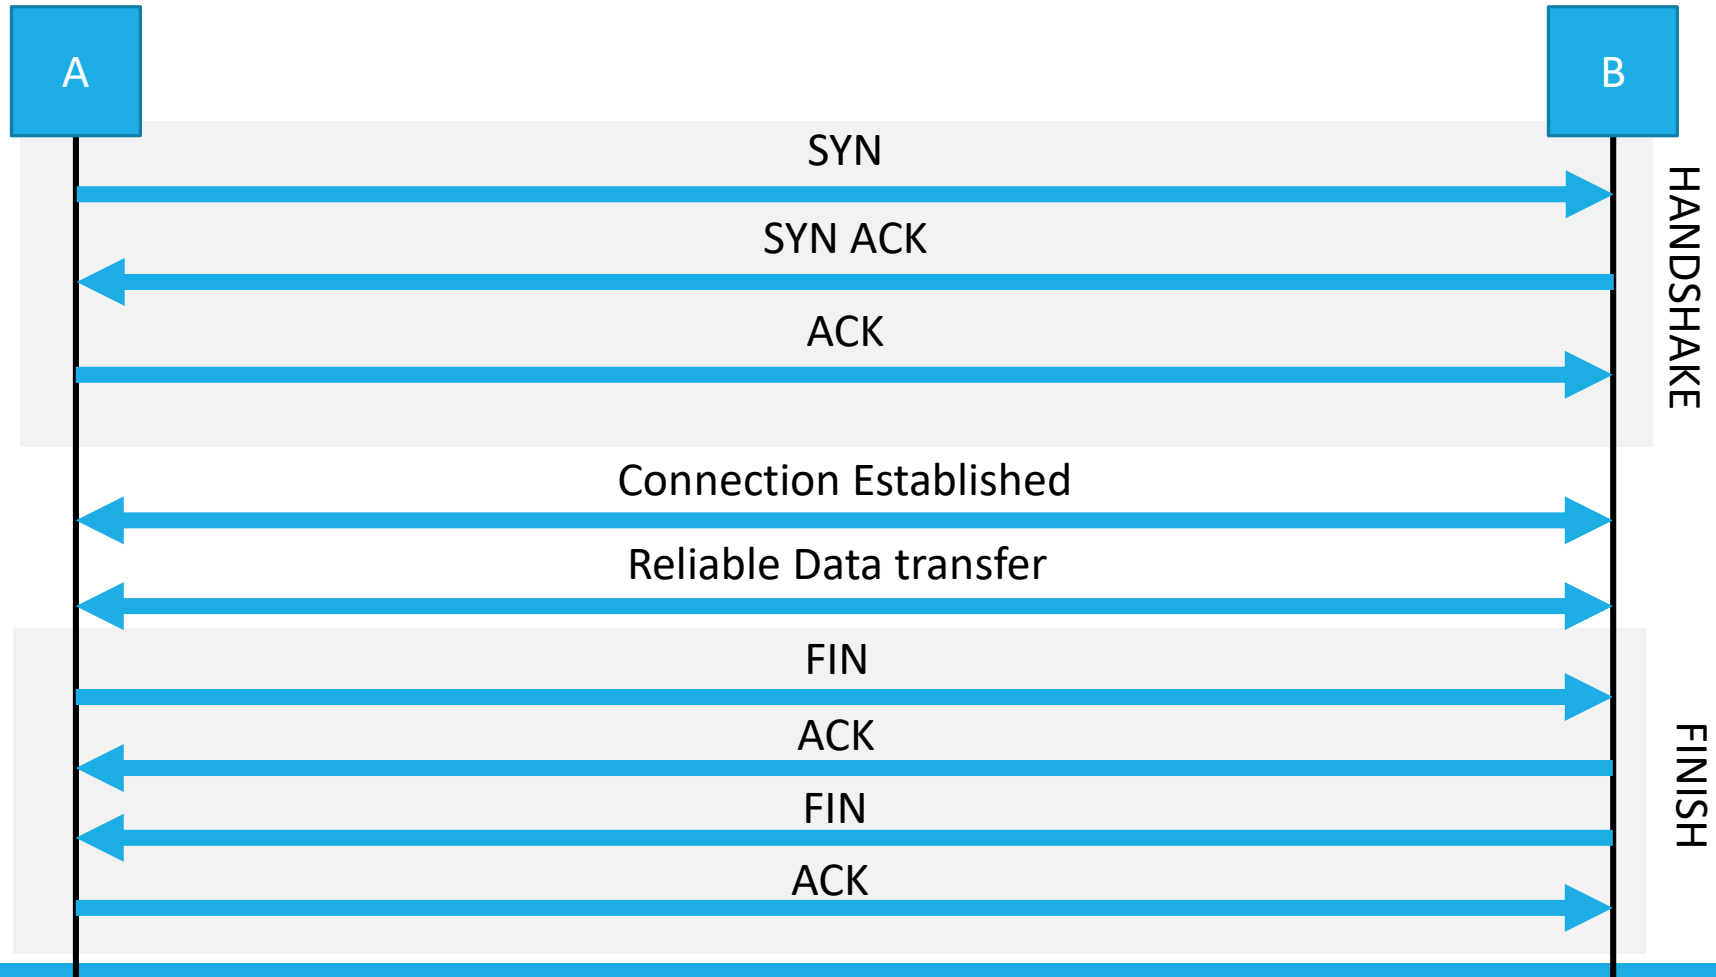 A
B
SYN
SYN ACK
ACK
HANDSHAKE
Connection Established
Reliable Data transfer
FIN
ACK
FIN
ACK
FINISH